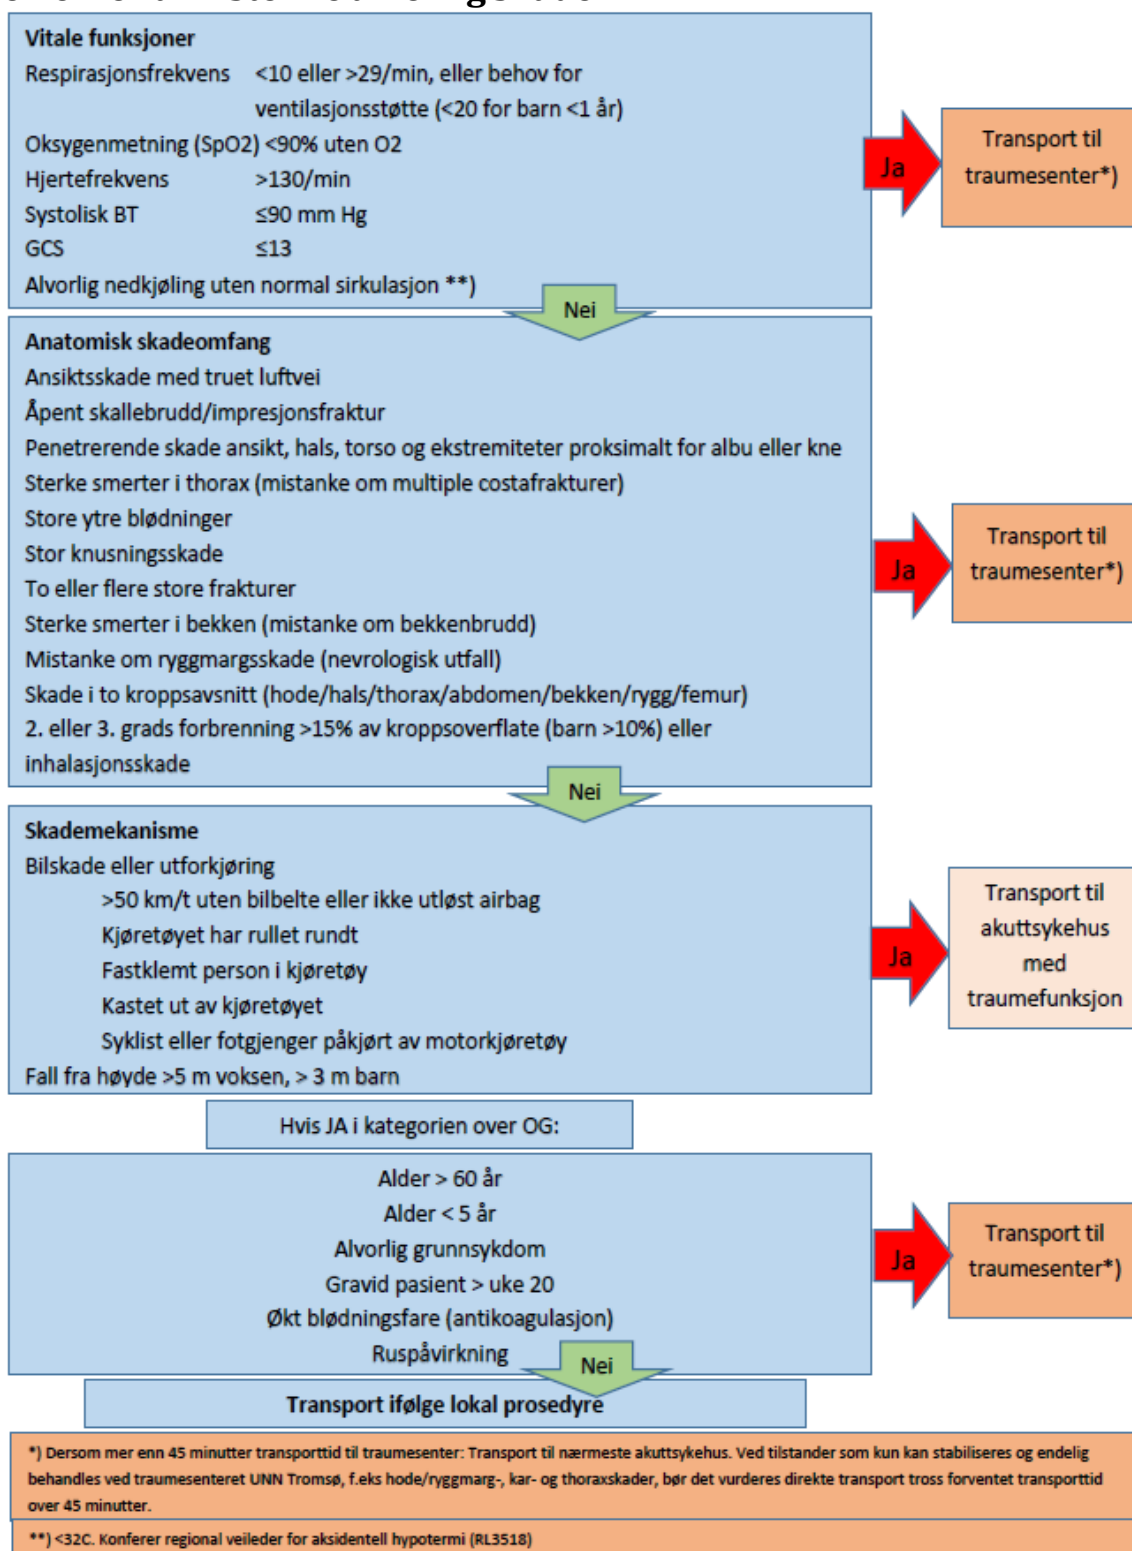 Vitale funksjoner
Respirasjonsfrekvens <10 eller >29/min, eller behov for
ventilasjonsstøtte (<20 for barn <1 år)
Oksygenmetning (SpO2) <90% uten O2
Hjertefrekvens >130/min
Systolisk BT ≤90 mm Hg
GCS ≤13
Alvorlig nedkjøling uten normal sirkulasjon **)
Ja
Transport til
traumesenter*)
Nei
Anatomisk skadeomfang
Ansiktsskade med truet luftvei
Åpent skallebrudd/impresjonsfraktur
Penetrerende skade ansikt, hals, torso og ekstremiteter proksimalt for albu eller kne
Sterke smerter i thorax (mistanke om multiple costafrakturer)
Store ytre blødninger
Stor knusningsskade
To eller flere store frakturer
Sterke smerter i bekken (mistanke om bekkenbrudd)
Mistanke om ryggmargsskade (nevrologisk utfall)
Skade i to kroppsavsnitt (hode/hals/thorax/abdomen/bekken/rygg/femur)
2. eller 3. grads forbrenning >15% av kroppsoverflate (barn >10%) eller
inhalasjonsskade
Ja
Transport til
traumesenter*)
Nei
Skademekanisme
Bilskade eller utforkjøring
>50 km/t uten bilbelte eller ikke utløst airbag
Kjøretøyet har rullet rundt
Fastklemt person i kjøretøy
Kastet ut av kjøretøyet
Syklist eller fotgjenger påkjørt av motorkjøretøy
Fall fra høyde >5 m voksen, > 3 m barn
Ja
Transport til
akuttsykehus
med
traumefunksjon
Hvis JA i kategorien over OG:
Alder > 60 år
Alder < 5 år
Alvorlig grunnsykdom
Gravid pasient > uke 20
Økt blødningsfare (antikoagulasjon)
Ruspåvirkning
Ja
Transport til
traumesenter*)
Nei
Transport ifølge lokal prosedyre
*) Dersom mer enn 45 minutter transporttid til traumesenter: Transport til nærmeste akuttsykehus. Ved tilstander som kun kan stabiliseres og endelig
behandles ved traumesenteret UNN Tromsø, f.eks hode/ryggmarg-, kar- og thoraxskader, bør det vurderes direkte transport tross forventet transporttid
over 45 minutter.
**) <32C. Konferer regional veileder for aksidentell hypotermi (RL3518)